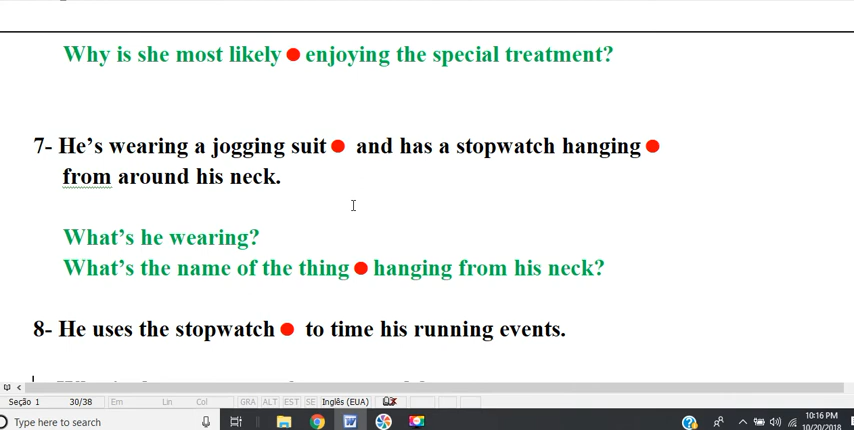 Why is she most likely enjoying the special treatment?
7- He’s wearing a jogging suit and has a stopwatch hanging
from around his neck.
What’s he wearing?
What’s the name of the thing hanging from his neck?
8- He uses the stopwatch to time his running events.
Seção 1 30/38 Em Lin Col GRA ALT EST SE Inglês (EUA)
Type here to search
10:16 PM
10/20/2018